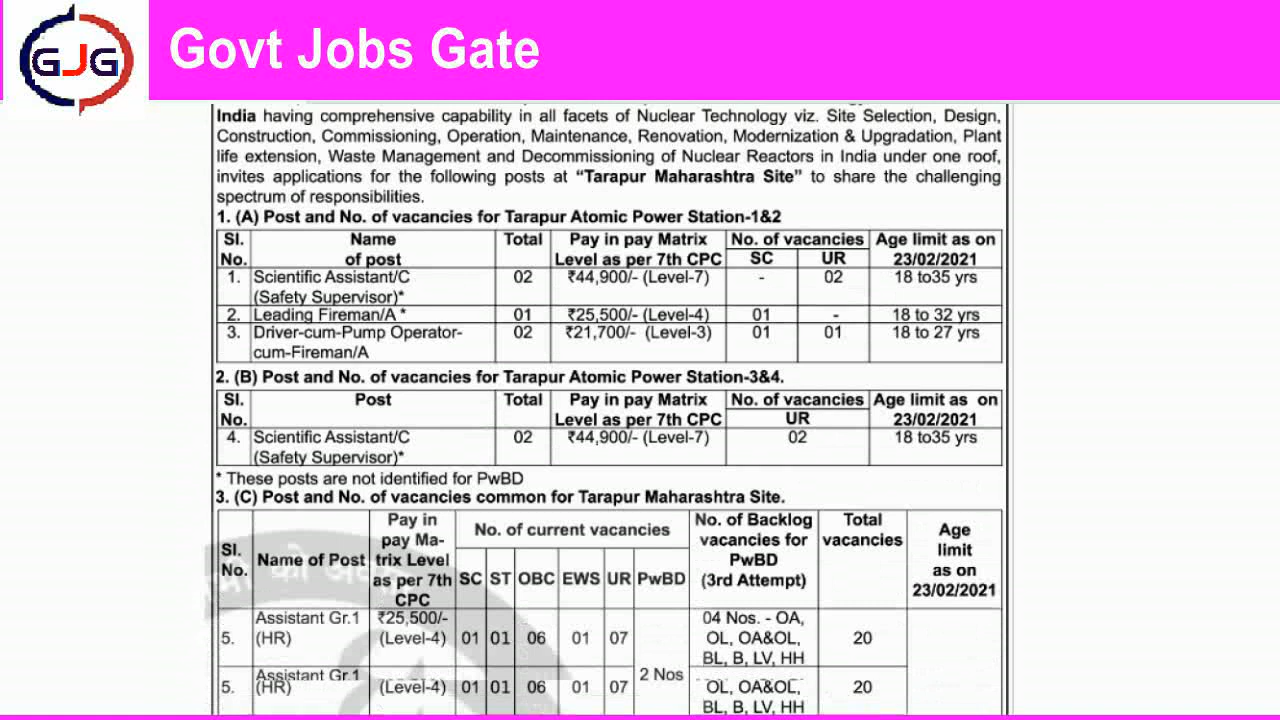 GJG
Govt Jobs Gate
India having comprehensive capability in all facets of Nuclear Technology viz. Site Selection, Design,
Construction, Commissioning, Operation, Maintenance, Renovation, Modernization & Upgradation, Plant
life extension, Waste Management and Decommissioning of Nuclear Reactors in India under one roof,
invites applications for the following posts at “Tarapur Maharashtra Site” to share the challenging
spectrum of responsibilities.
1. (A) Post and No. of vacancies for Tarapur Atomic Power Station-1&2
Sl. Name Total Pay in pay Matrix No. of vacancies Age limit as on
No. of post Level as per 7th CPC SC UR 23/02/2021
1. Scientific Assistant/C 02 ₹44,900/- (Level-7) - 02 18 to35 yrs
(Safety Supervisor)*
2. Leading Fireman/A * 01 ₹25,500/- (Level-4) 01 - 18 to 32 yrs
3. Driver-cum-Pump Operator- 02 ₹21,700/- (Level-3) 01 01 18 to 27 yrs
cum-Fireman/A
2. (B) Post and No. of vacancies for Tarapur Atomic Power Station-3&4.
Sl. Post Total Pay in pay Matrix No. of vacancies Age limit as on
No. Level as per 7th CPC UR 23/02/2021
4. Scientific Assistant/C 02 ₹44,900/- (Level-7) 02 18 to35 yrs
(Safety Supervisor)*
* These posts are not identified for PwBD
3. (C) Post and No. of vacancies common for Tarapur Maharashtra Site.
Pay in No. of Backlog Total
pay Ma- No. of current vacancies vacancies for vacancies Age
Sl. Name of Post trix Level PwBD limit
No. as per 7th SC ST OBC EWS UR PwBD (3rd Attempt) as on
CPC 23/02/2021
Assistant Gr.1 ₹25,500/- 04 Nos. - OA,
5. (HR) (Level-4) 01 01 06 01 07 OL, OA&OL, 20
BL, B, LV, HH
Assistant Gr.1 2 Nos
5. (HR) (Level-4) 01 01 06 01 07 OL, OA&OL, 20
BL, B, LV, HH